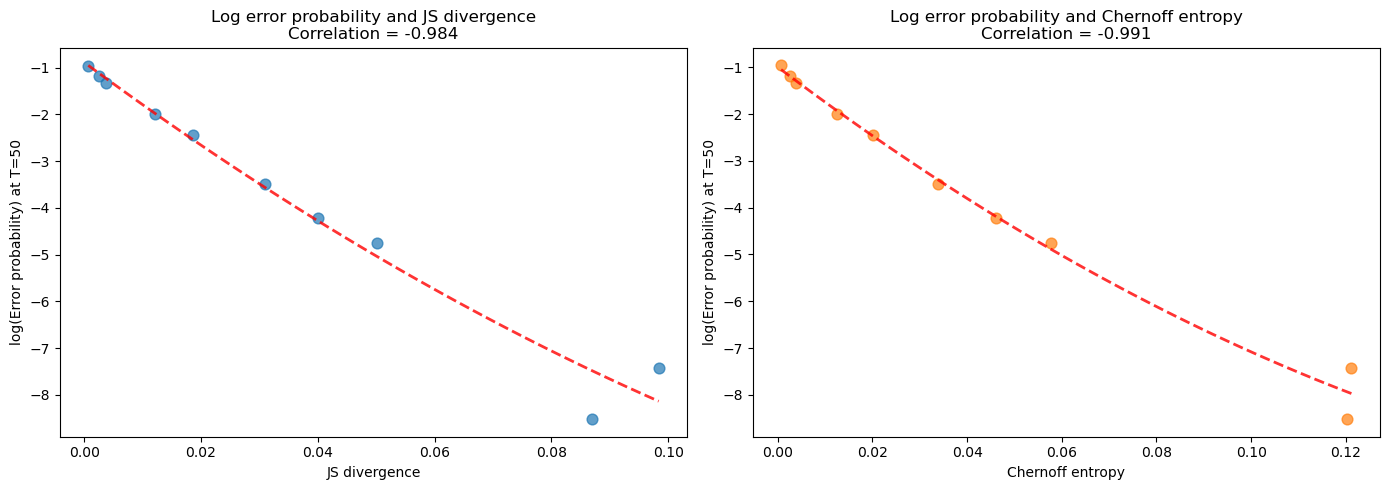 Log error probability and JS divergence
Correlation = -0.984
log(Error probability) at T=50
−1
−2
−3
−4
−5
−6
−7
−8
0.00 0.02 0.04 0.06 0.08 0.10
JS divergence
Log error probability and Chernoff entropy
Correlation = -0.991
log(Error probability) at T=50
−1
−2
−3
−4
−5
−6
−7
−8
0.00 0.02 0.04 0.06 0.08 0.10 0.12
Chernoff entropy